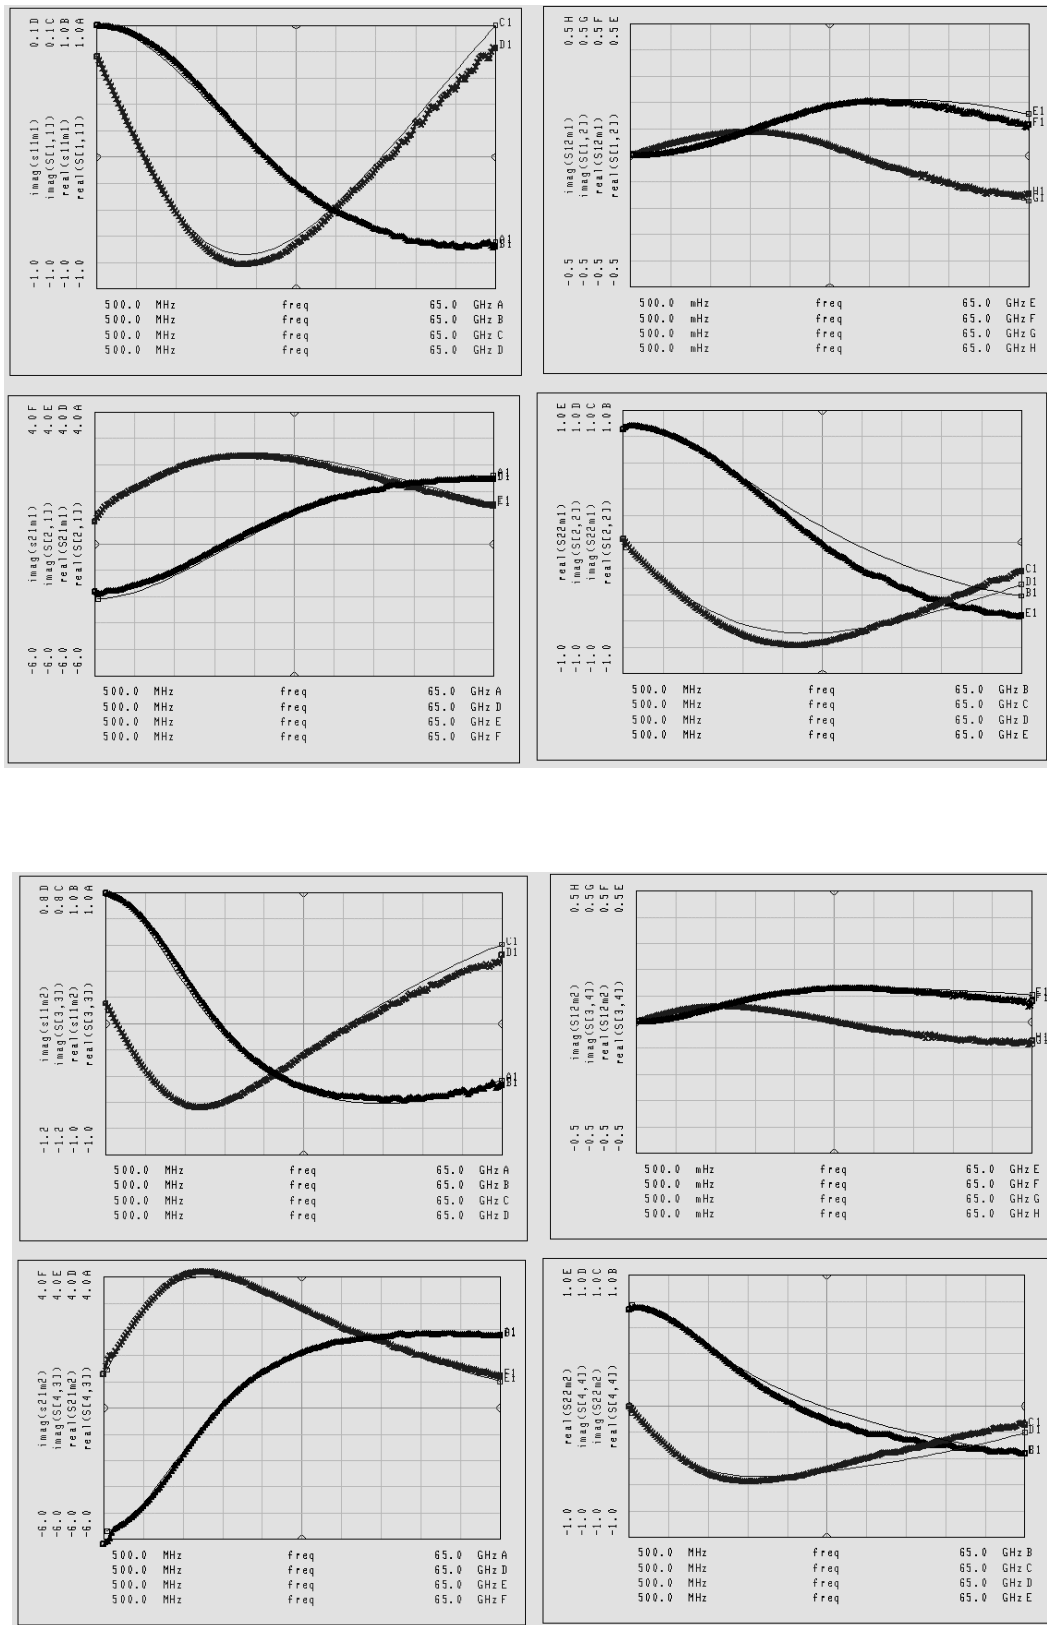 0.1 D
0.1 C
1.0 B
1.0 A
imag(s11m1)
imag(S[1,1])
real(s11m1)
real(S[1,1])
-1.0
-1.0
-1.0
-1.0
C1
D1
B1
500.0 MHz freq 65.0 GHz A
500.0 MHz freq 65.0 GHz B
500.0 MHz freq 65.0 GHz C
500.0 MHz freq 65.0 GHz D
0.5 H
0.5 G
0.5 F
0.5 E
imag(S12m1)
imag(S[1,2])
real(S12m1)
real(S[1,2])
-0.5
-0.5
-0.5
-0.5
E1
F1
H1
G1
500.0 mHz freq 65.0 GHz E
500.0 mHz freq 65.0 GHz F
500.0 mHz freq 65.0 GHz G
500.0 mHz freq 65.0 GHz H
4.0 F
4.0 E
4.0 D
4.0 A
imag(s21m1)
imag(S[2,1])
real(S21m1)
real(S[2,1])
-6.0
-6.0
-6.0
-6.0
D1
500.0 MHz freq 65.0 GHz A
500.0 MHz freq 65.0 GHz D
500.0 MHz freq 65.0 GHz E
500.0 MHz freq 65.0 GHz F
1.0 E
1.0 D
1.0 C
1.0 B
real(S22m1)
imag(S[2,2])
imag(S22m1)
real(S[2,2])
-1.0
-1.0
-1.0
-1.0
C1
D1
B1
E1
500.0 MHz freq 65.0 GHz B
500.0 MHz freq 65.0 GHz C
500.0 MHz freq 65.0 GHz D
500.0 MHz freq 65.0 GHz E
0.8 D
0.8 C
1.0 B
1.0 A
imag(s11m2)
imag(S[3,3])
real(s11m2)
real(S[3,3])
-1.2
-1.2
-1.0
-1.0
C1
D1
A1
B1
500.0 MHz freq 65.0 GHz A
500.0 MHz freq 65.0 GHz B
500.0 MHz freq 65.0 GHz C
500.0 MHz freq 65.0 GHz D
0.5 H
0.5 G
0.5 F
0.5 E
imag(S12m2)
imag(S[3,4])
real(S12m2)
real(S[3,4])
-0.5
-0.5
-0.5
-0.5
E1
F1
H1
G1
500.0 mHz freq 65.0 GHz E
500.0 mHz freq 65.0 GHz F
500.0 mHz freq 65.0 GHz G
500.0 mHz freq 65.0 GHz H
4.0 F
4.0 E
4.0 D
4.0 A
imag(s21m2)
imag(S[4,3])
real(S21m2)
real(S[4,3])
-6.0
-6.0
-6.0
-6.0
F1
E1
500.0 MHz freq 65.0 GHz A
500.0 MHz freq 65.0 GHz D
500.0 MHz freq 65.0 GHz E
500.0 MHz freq 65.0 GHz F
1.0 E
1.0 D
1.0 C
1.0 B
real(S22m2)
imag(S[4,4])
imag(S22m2)
real(S[4,4])
-1.0
-1.0
-1.0
-1.0
C1
D1
500.0 MHz freq 65.0 GHz B
500.0 MHz freq 65.0 GHz C
500.0 MHz freq 65.0 GHz D
500.0 MHz freq 65.0 GHz E